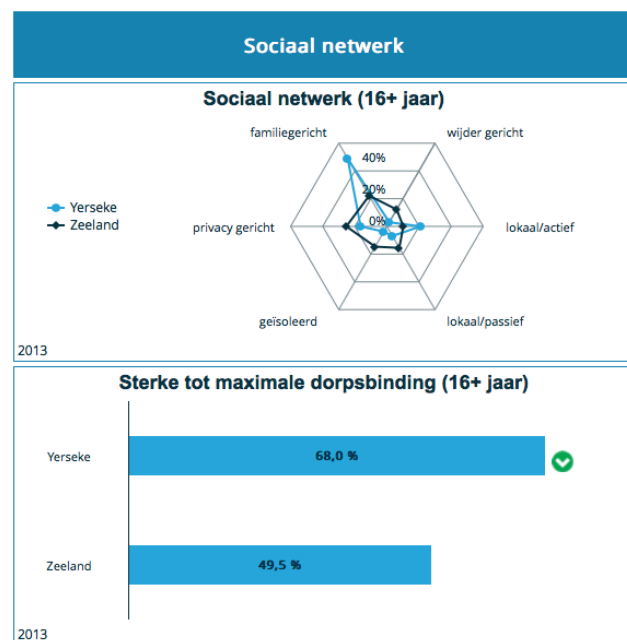 Sociaal netwerk
Sociaal netwerk (16+ jaar)
familiegericht
wijder gericht
40%
20%
0%
Yerseke
Zeeland
privacy gericht
lokaal/actief
geïsoleerd
lokaal/passief
2013
Sterke tot maximale dorpsbinding (16+ jaar)
Yerseke
68,0 %
Zeeland
49,5 %
2013